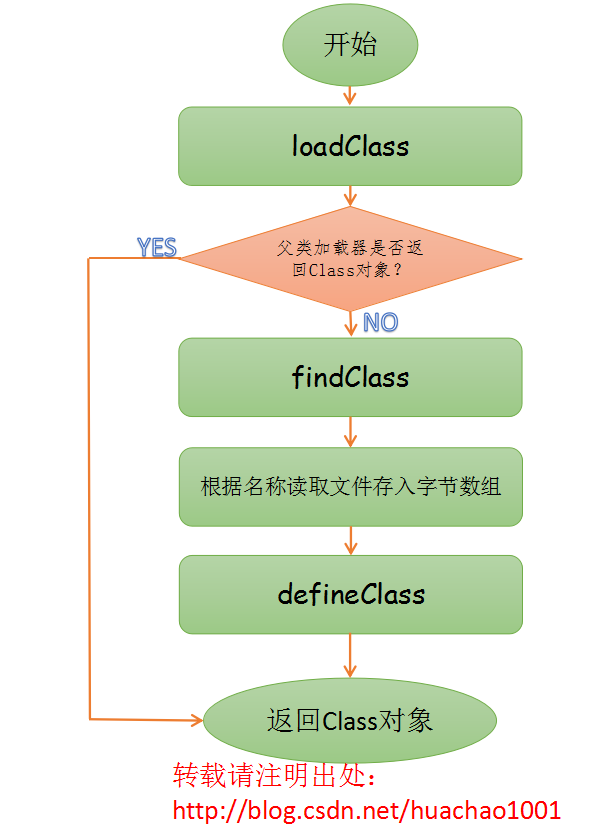 开始
loadClass
YES
父类加载器是否返
回Class对象?
NO
findClass
根据名称读取文件存入字节数组
defineClass
返回Class对象
转载请注明出处:
http://blog.csdn.net/huachao1001